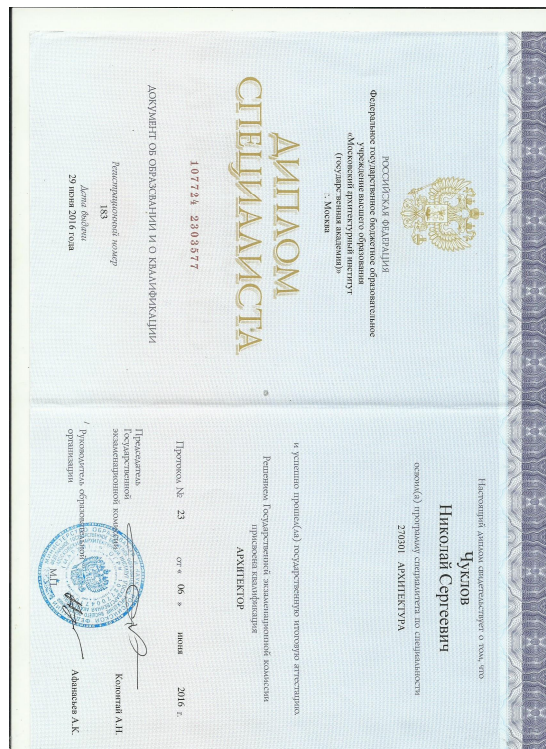 РОССИЙСКАЯ ФЕДЕРАЦИЯ
Федеральное государственное бюджетное образовательное
учреждение высшего образования
«Московский архитектурный институт
(государственная академия)»
г. Москва
ДИПЛОМ
СПЕЦИАЛИСТА
107724 2303577
ДОКУМЕНТ ОБ ОБРАЗОВАНИИ И О КВАЛИФИКАЦИИ
Регистрационный номер
183
Дата выдачи
29 июня 2016 года
Настоящий диплом свидетельствует о том, что
Чуклов
Николай Сергеевич
освоил(а) программу специалитета по специальности
270301 АРХИТЕКТУРА
и успешно прошел(ла) государственную итоговую аттестацию
Решением Государственной экзаменационной комиссии
присвоена квалификация
АРХИТЕКТОР
Протокол № 23 от « 06 » июня 2016 г.
Председатель
Государственной
экзаменационной комиссии
Колонтай А.Н.
Руководитель образовательной
организации
Афанасьев А.К.
М.П.